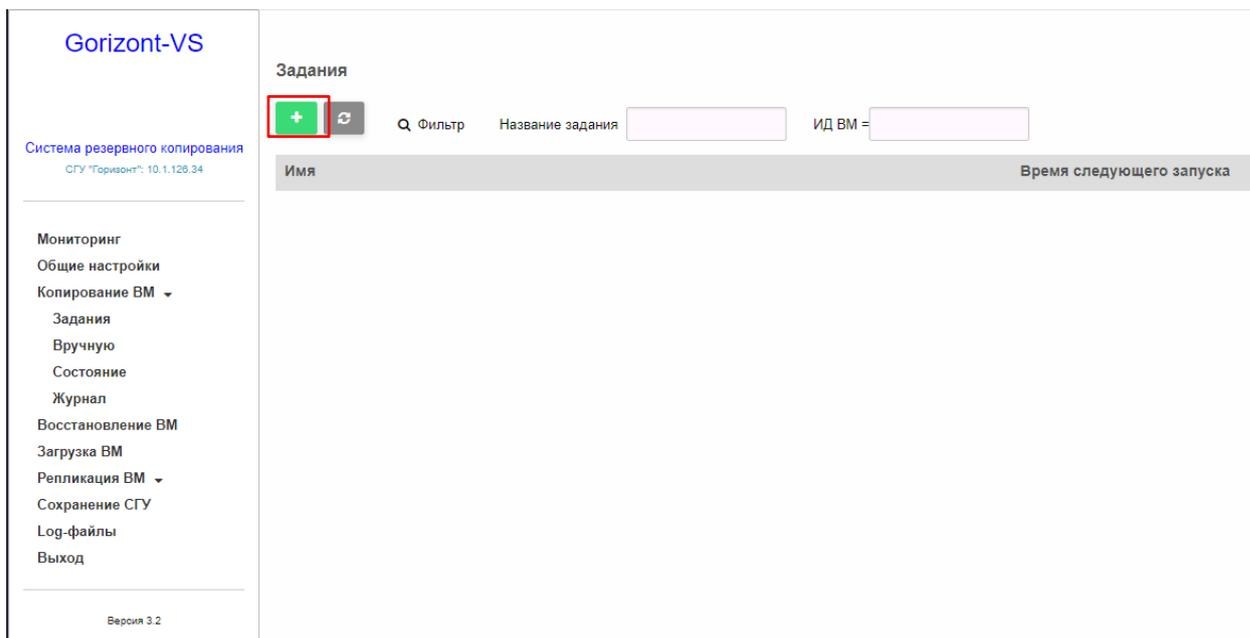 Gorizont-VS
Система резервного копирования
СГУ "Горизонт": 10.1.126.34
Мониторинг
Общие настройки
Копирование ВМ
Задания
Вручную
Состояние
Журнал
Восстановление ВМ
Загрузка ВМ
Репликация ВМ
Сохранение СГУ
Log-файлы
Выход
Версия 3.2
Задания
Фильтр Название задания ИД ВМ =
Имя Время следующего запуска